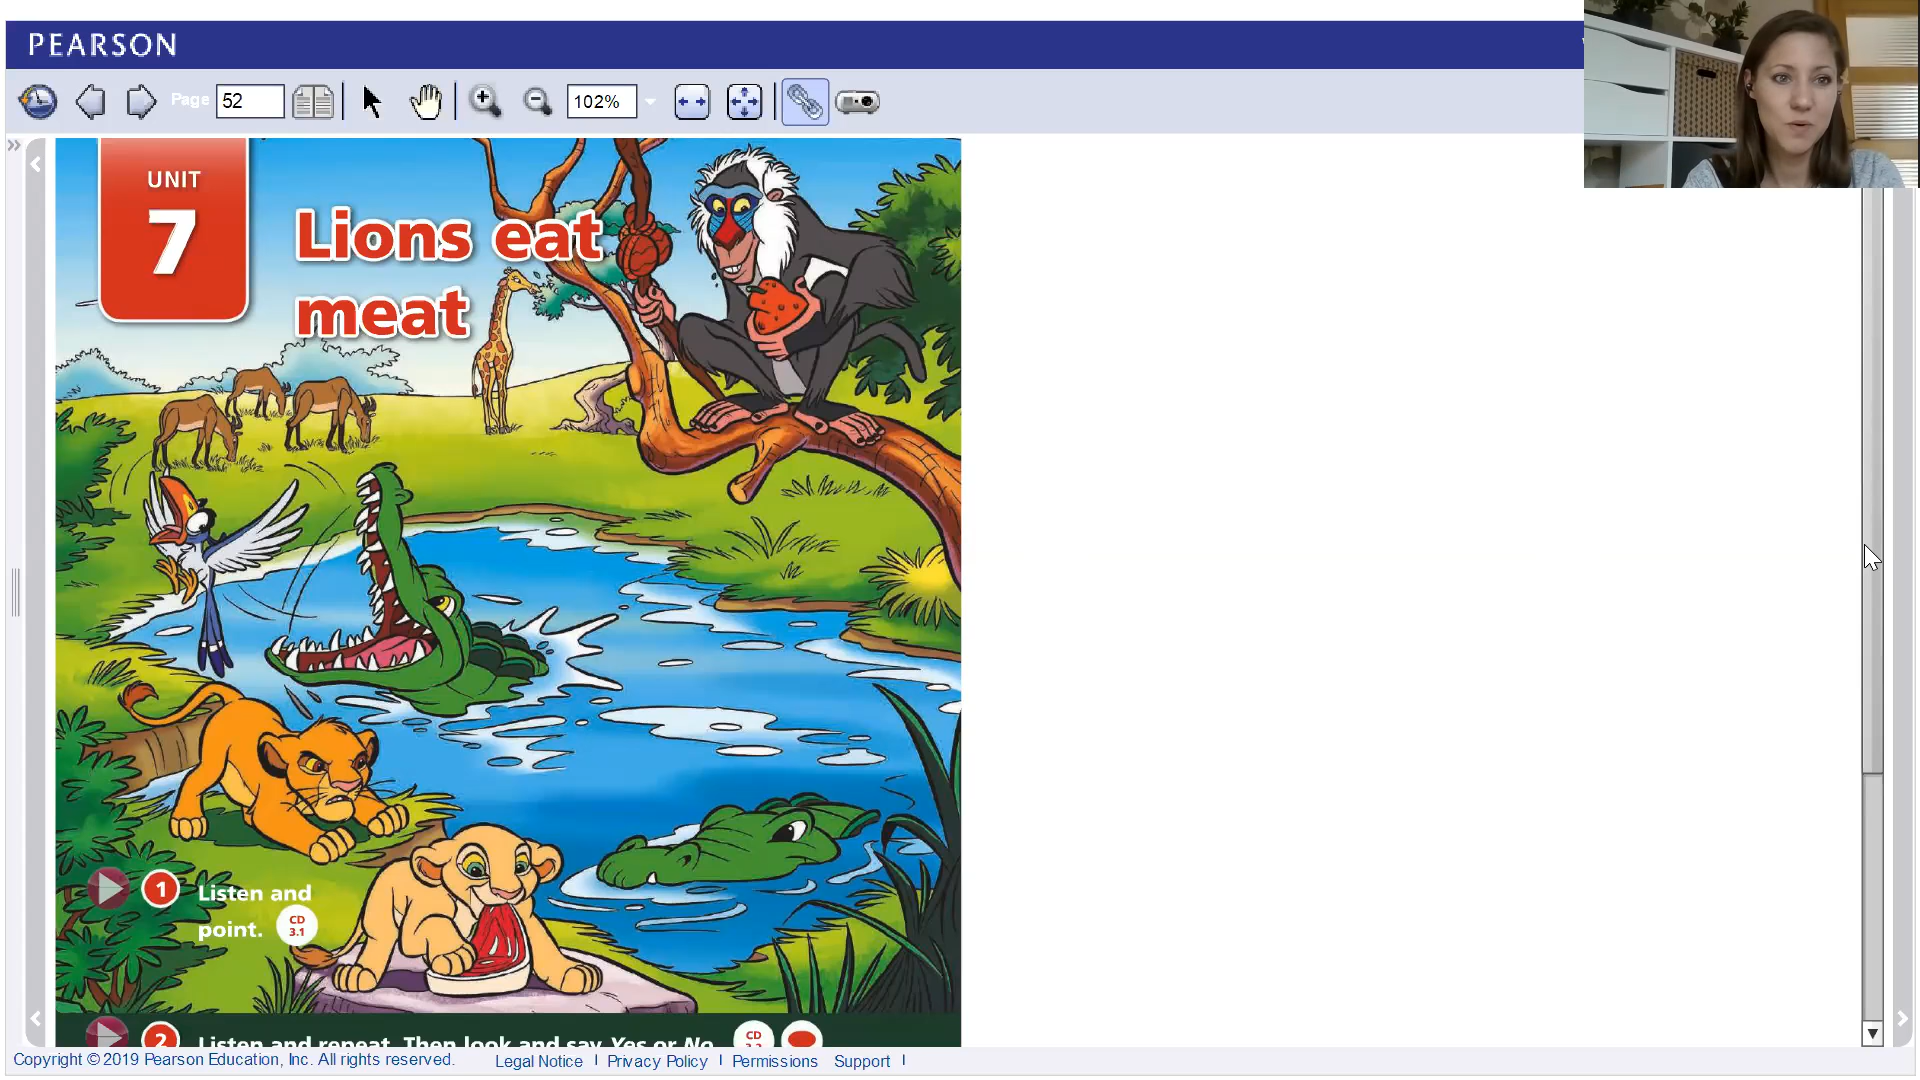 PEARSON
Page 52
102%
UNIT
7
Lions eat
meat
1 Listen and
point. CD
3.1
2 Listen and repeat. Then look and say Yes or No. CD
Copyright © 2019 Pearson Education, Inc. All rights reserved. Legal Notice | Privacy Policy | Permissions Support |